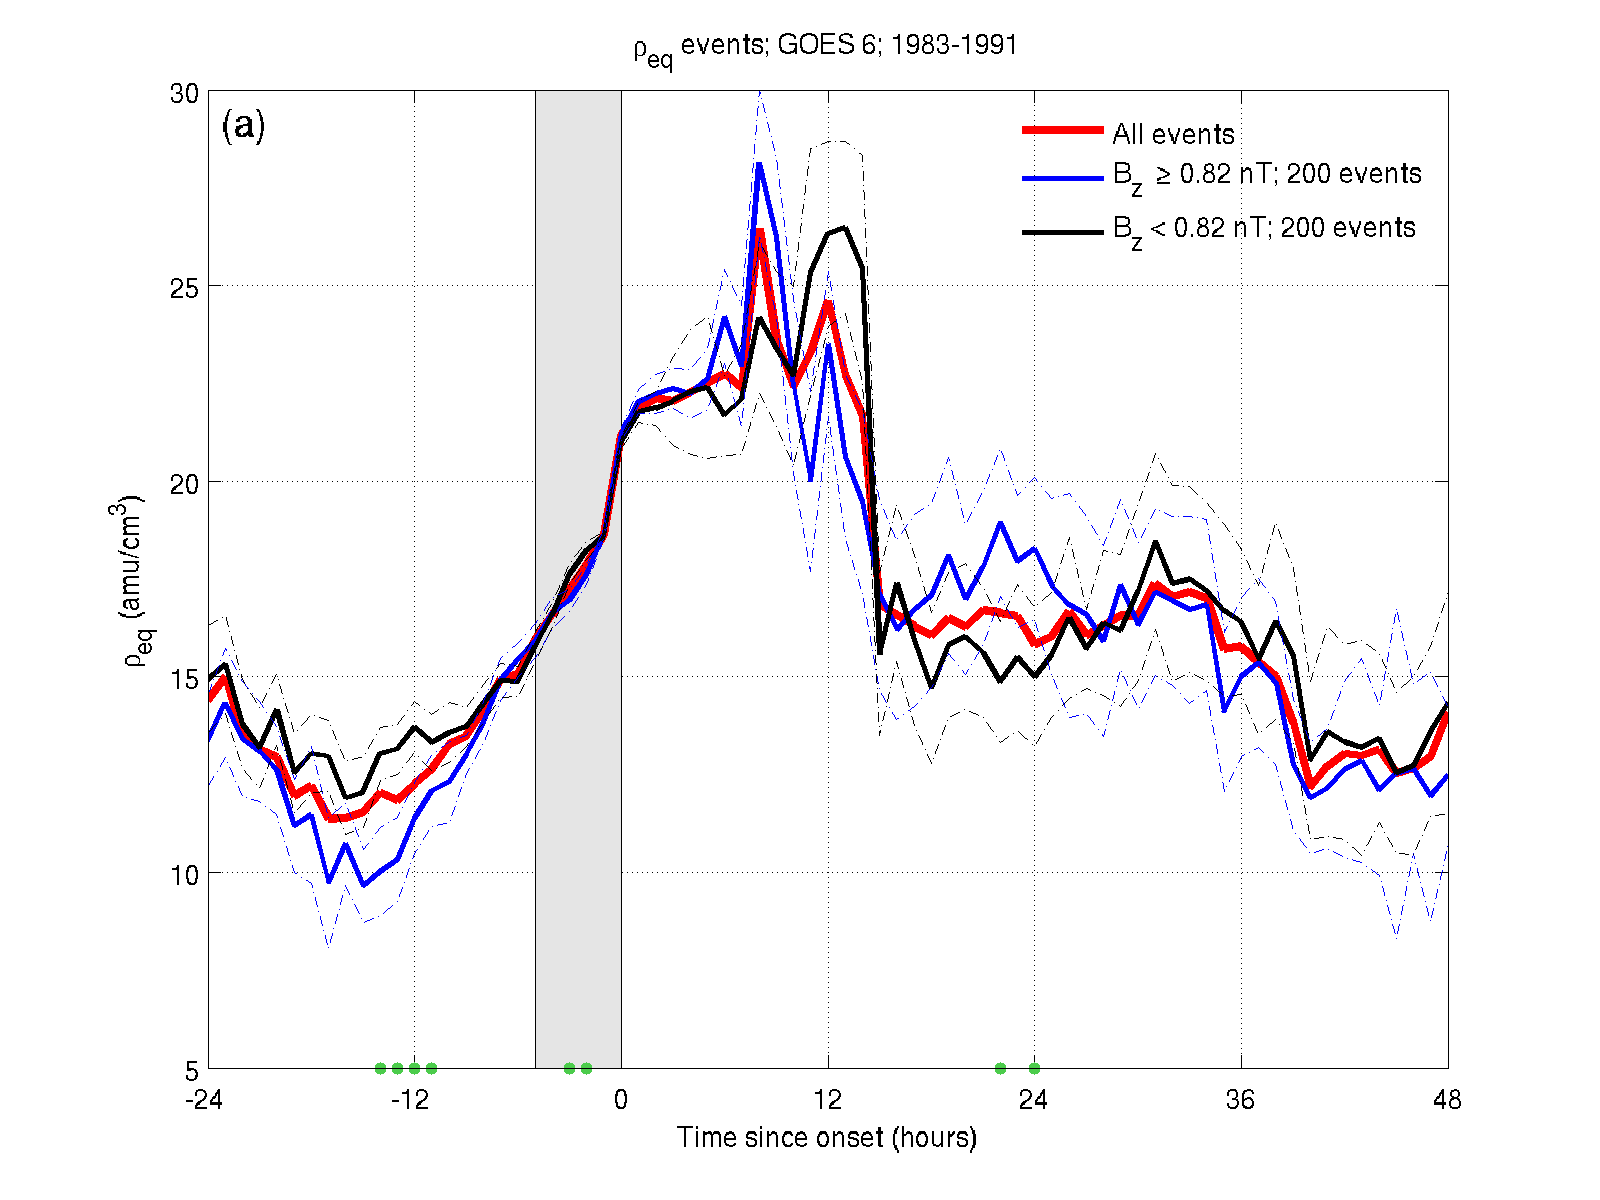 ρeq events; GOES 6; 1983-1991
(a)
All events
Bz ≥ 0.82 nT; 200 events
Bz < 0.82 nT; 200 events
ρeq (amu/cm3)
30
25
20
15
10
5
-24 -12 0 12 24 36 48
Time since onset (hours)